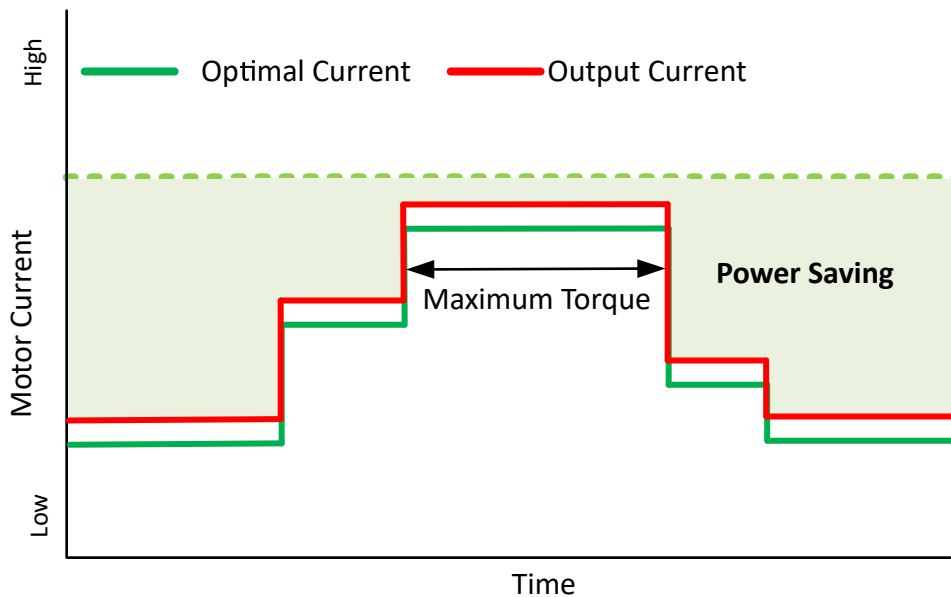 High
Optimal Current
Output Current
Motor Current
Maximum Torque
Power Saving
Low
Time